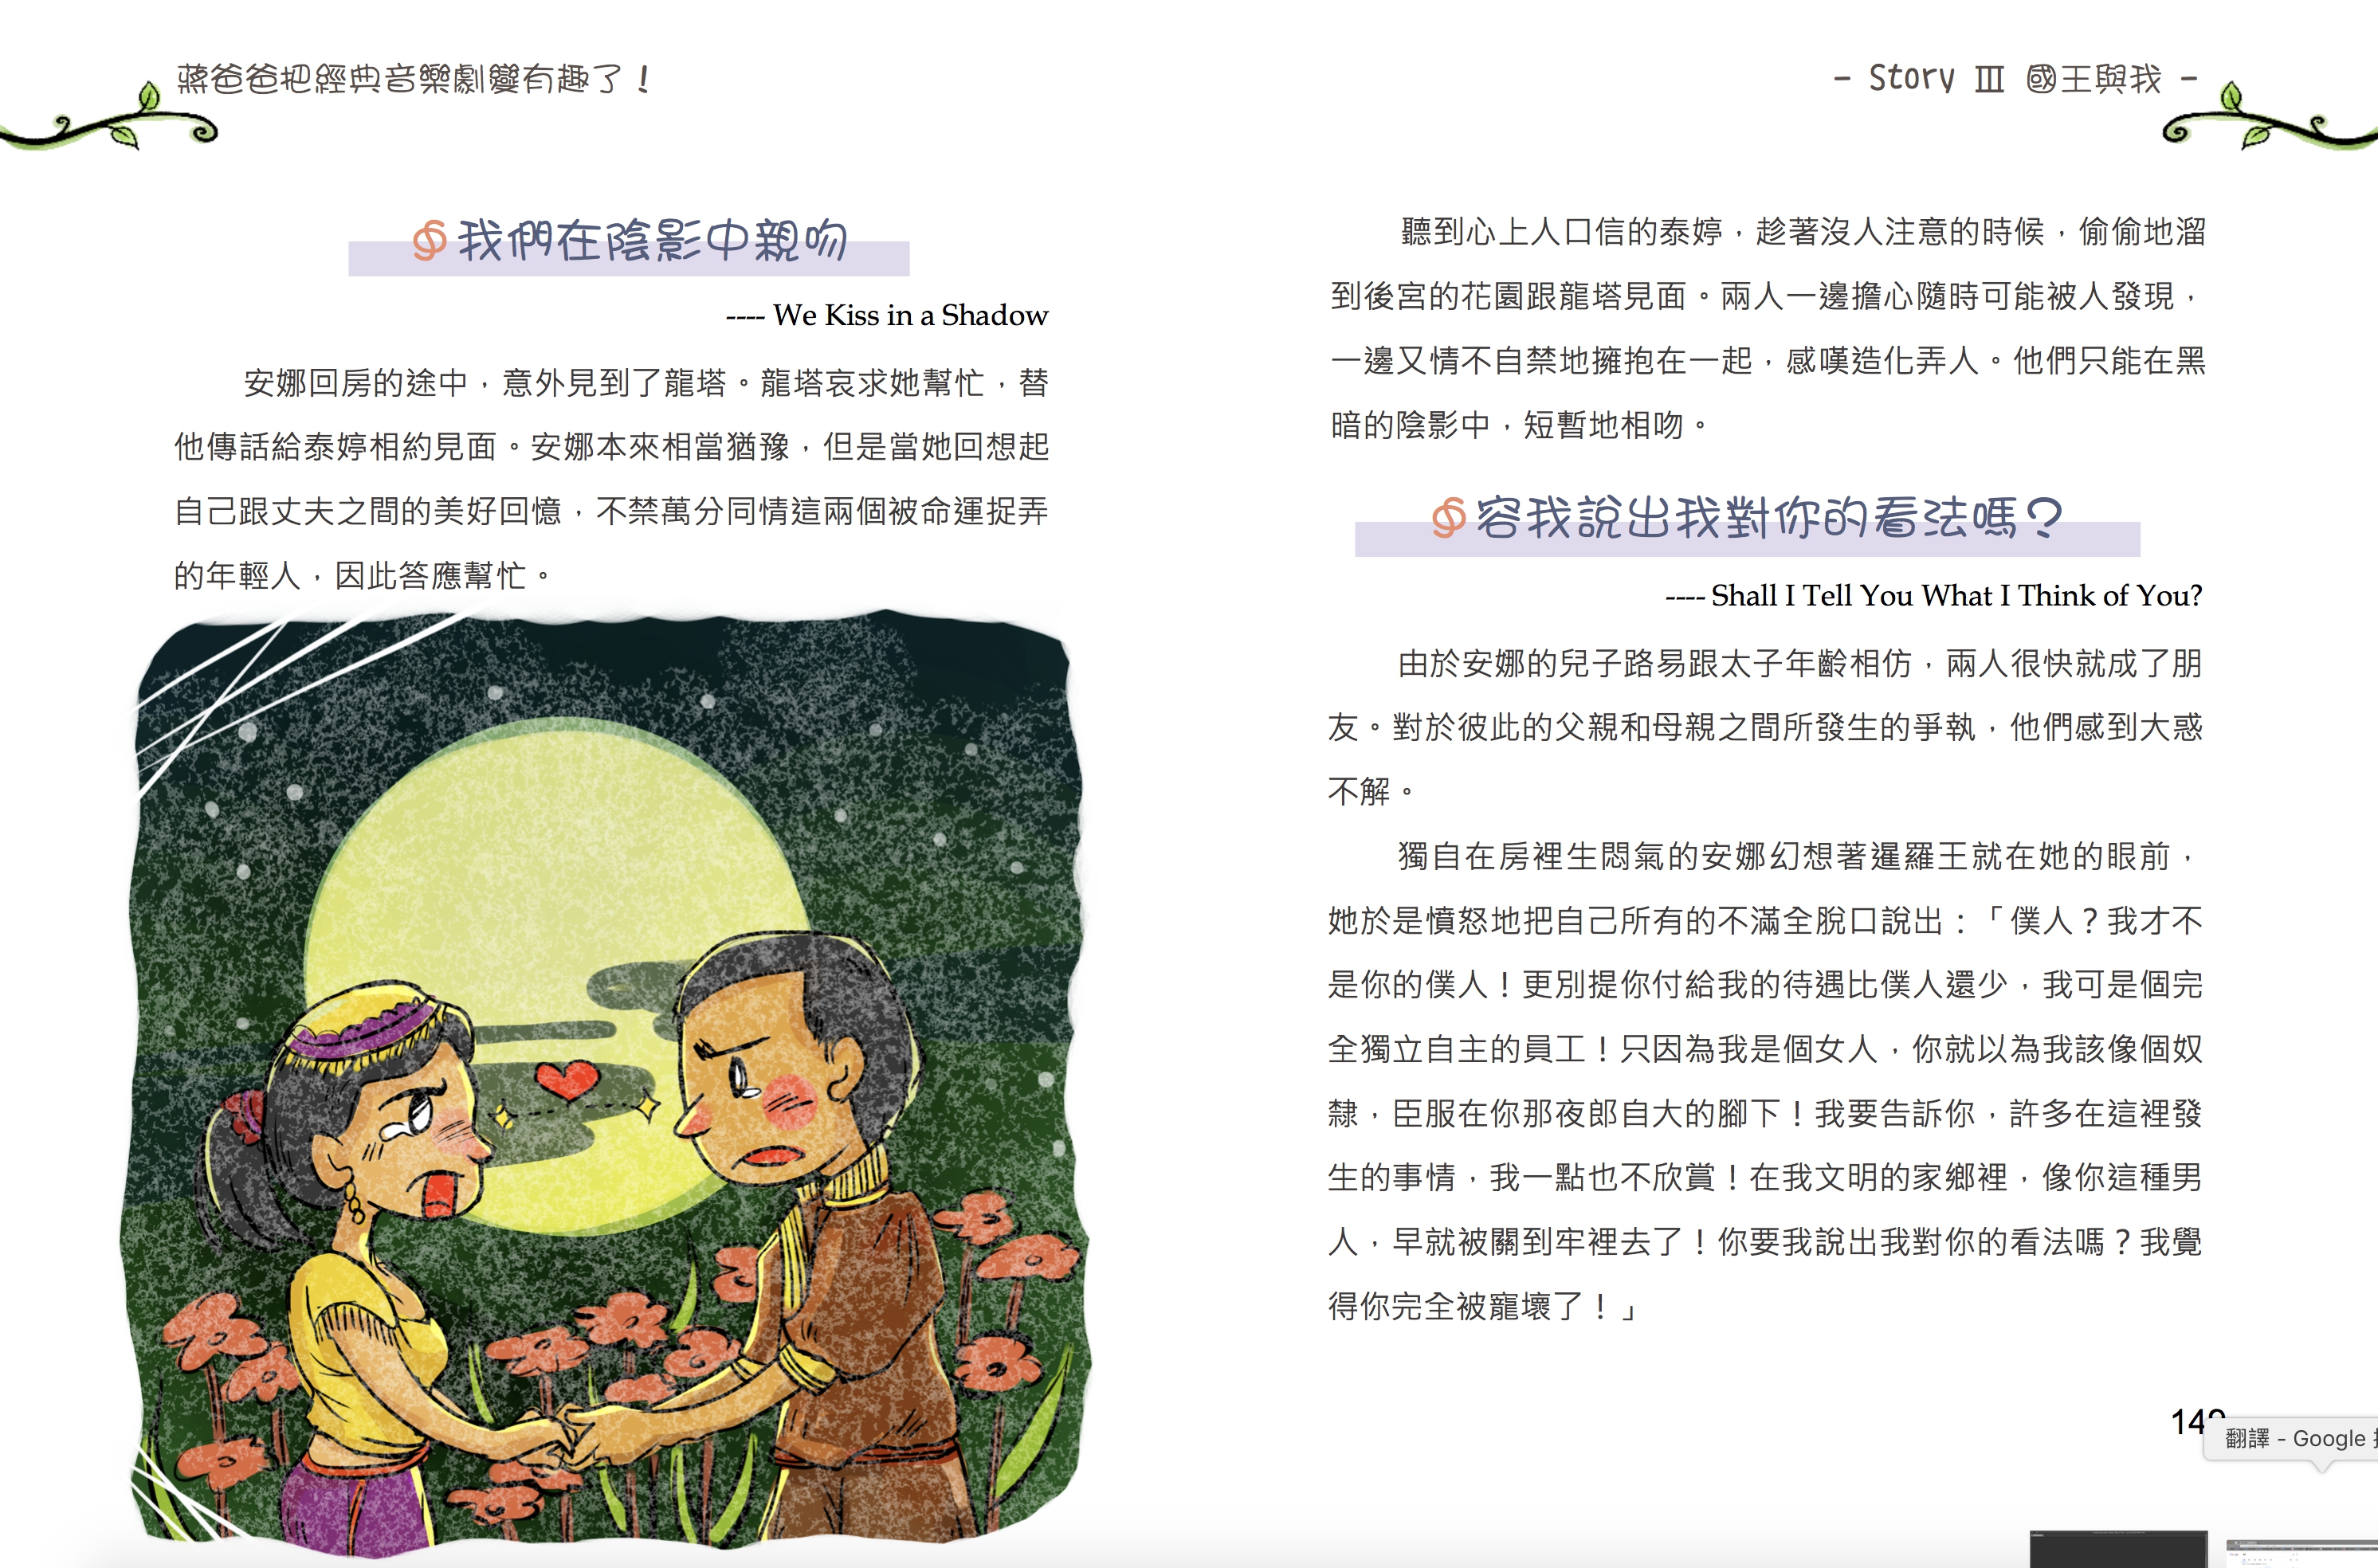 蔣爸爸把經典音樂劇變有趣了！
我們在陰影中親吻
---- We Kiss in a Shadow
安娜回房的途中，意外見到了龍塔。龍塔哀求她幫忙，替
他傳話給泰婷相約見面。安娜本來相當猶豫，但是當她回想起
自己跟丈夫之間的美好回憶，不禁萬分同情這兩個被命運捉弄
的年輕人，因此答應幫忙。
- Story III 國王與我 -
聽到心上人口信的泰婷，趁著沒人注意的時候，偷偷地溜
到後宮的花園跟龍塔見面。兩人一邊擔心隨時可能被人發現，
一邊又情不自禁地擁抱在一起，感嘆造化弄人。他們只能在黑
暗的陰影中，短暫地相吻。
容我說出我對你的看法嗎？
---- Shall I Tell You What I Think of You?
由於安娜的兒子路易跟太子年齡相仿，兩人很快就成了朋
友。對於彼此的父親和母親之間所發生的爭執，他們感到大惑
不解。
獨自在房裡生悶氣的安娜幻想著暹羅王就在她的眼前，
她於是憤怒地把自己所有的不滿全脫口說出：「僕人？我才不
是你的僕人！更別提你付給我的待遇比僕人還少，我可是個完
全獨立自主的員工！只因為我是個女人，你就以為我該像個奴
隸，臣服在你那夜郎自大的腳下！我要告訴你，許多在這裡發
生的事情，我一點也不欣賞！在我文明的家鄉裡，像你這種男
人，早就被關到牢裡去了！你要我說出我對你的看法嗎？我覺
得你完全被寵壞了！」
149
翻譯 - Google